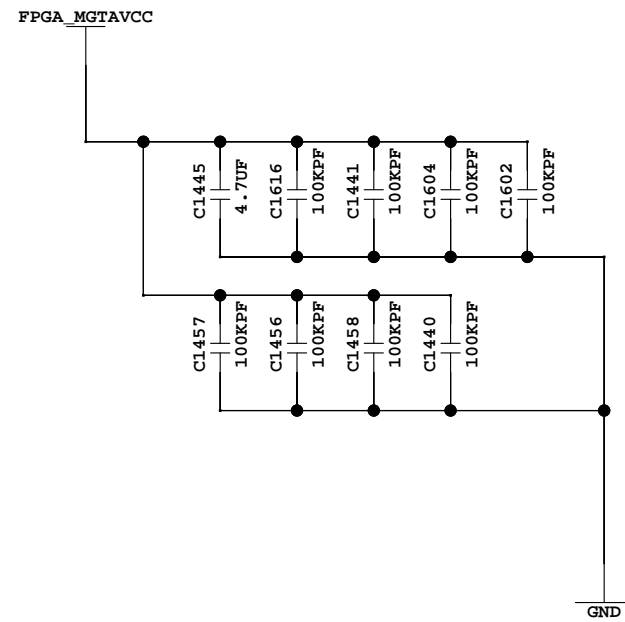 FPGA_MGTAVCC
C1445
4.7UF
C1616
100KPF
C1441
100KPF
C1604
100KPF
C1602
100KPF
C1457
100KPF
C1456
100KPF
C1458
100KPF
C1440
100KPF
GND